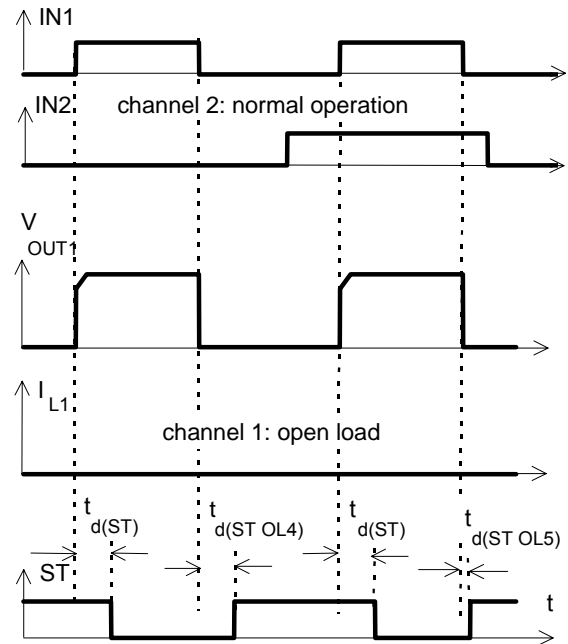 IN1
IN2
channel 2: normal operation
V
OUT1
I L1
channel 1: open load
t d(ST)
t d(ST OL4)
t d(ST)
t d(ST OL5)
ST
t